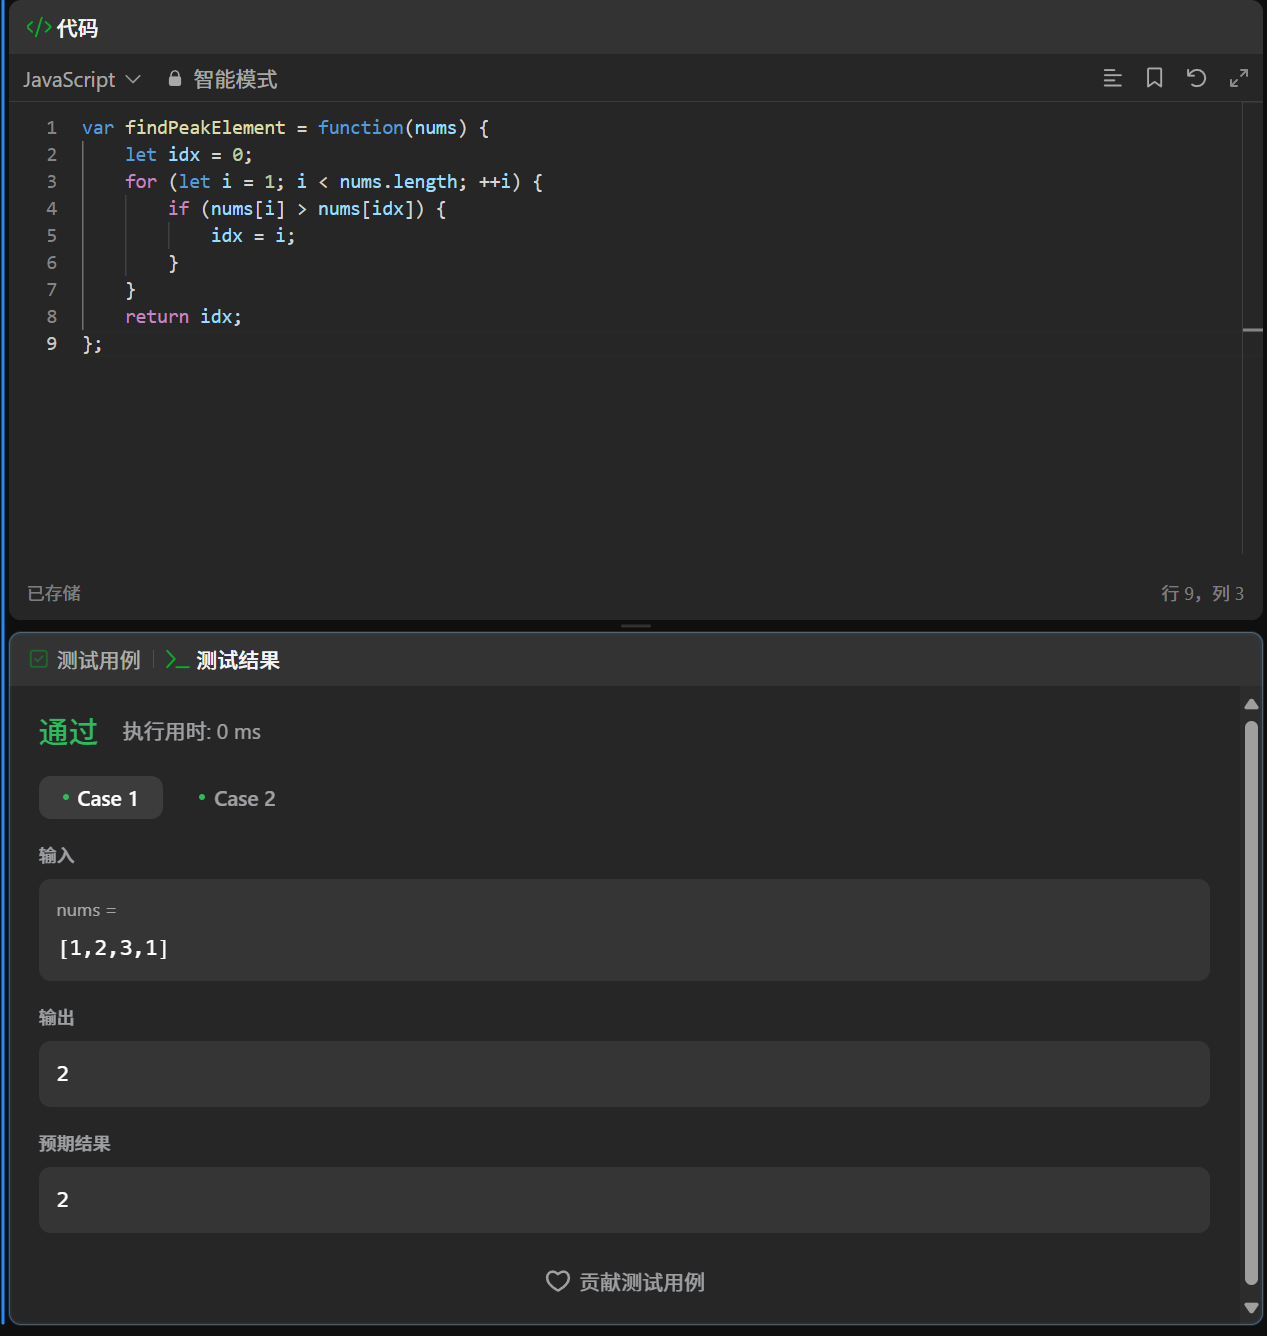 </> 代码
JavaScript 智能模式
1 var findPeakElement = function(nums) {
2     let idx = 0;
3     for (let i = 1; i < nums.length; ++i) {
4         if (nums[i] > nums[idx]) {
5             idx = i;
6         }
7     }
8     return idx;
9 };
已存储 行 9，列 3
测试用例 | >_ 测试结果
通过 执行用时: 0 ms
• Case 1 • Case 2
输入
nums =
[1,2,3,1]
输出
2
预期结果
2
贡献测试用例